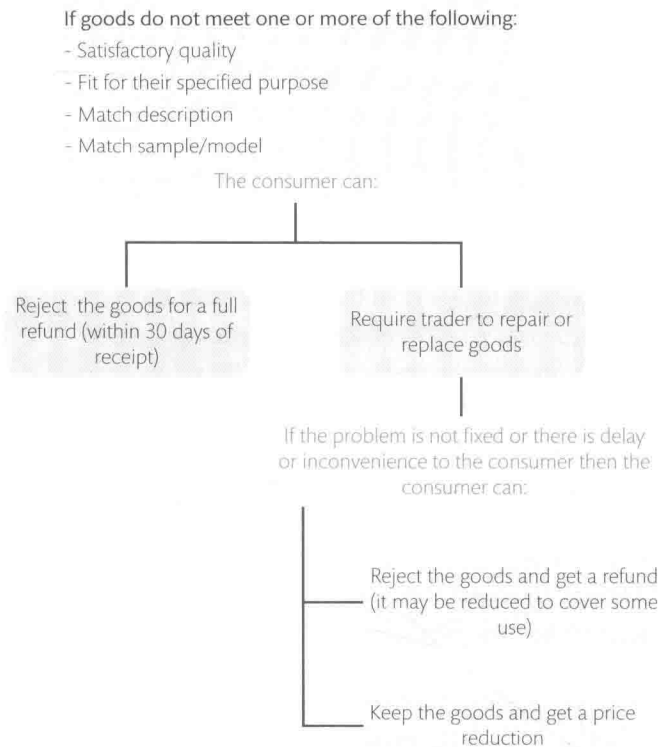 If goods do not meet one or more of the following:
- Satisfactory quality
- Fit for their specified purpose
- Match description
- Match sample/model
The consumer can:
Reject the goods for a full
refund (within 30 days of
receipt)
Require trader to repair or
replace goods
If the problem is not fixed or there is delay
or inconvenience to the consumer then the
consumer can:
Reject the goods and get a refund
(it may be reduced to cover some
use)
Keep the goods and get a price
reduction